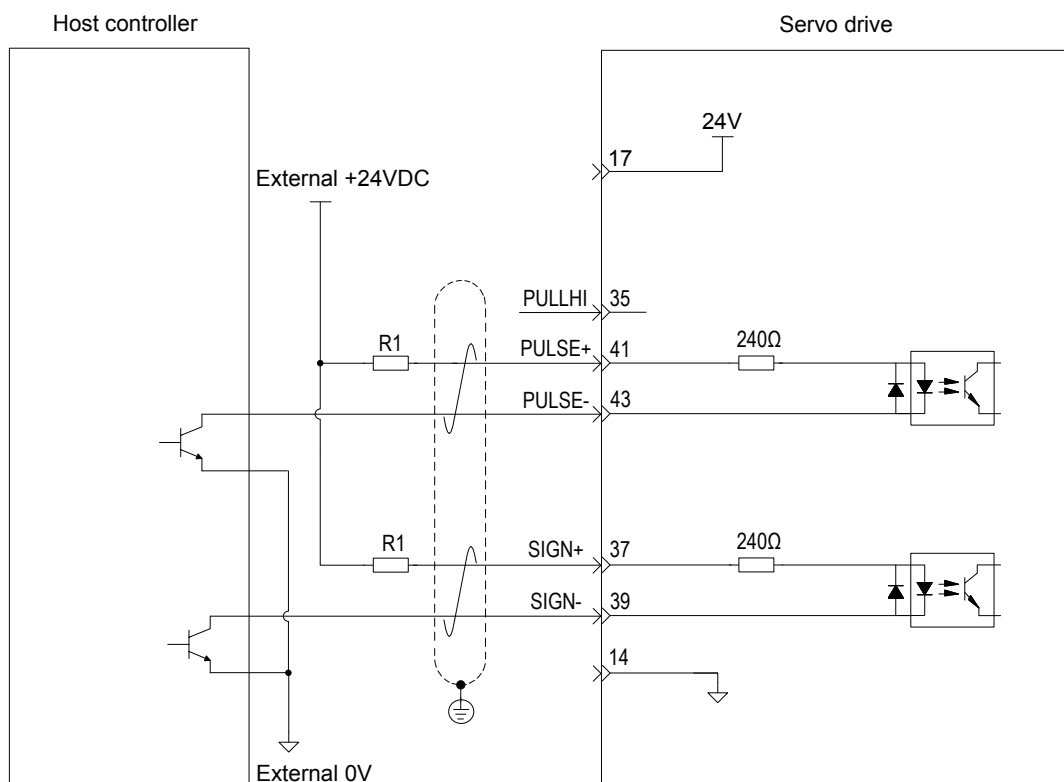 Host controller
Servo drive
24V
17
External +24VDC
PULLHI
35
R1
PULSE+
41
240Ω
PULSE-
43
R1
SIGN+
37
240Ω
SIGN-
39
14
External 0V